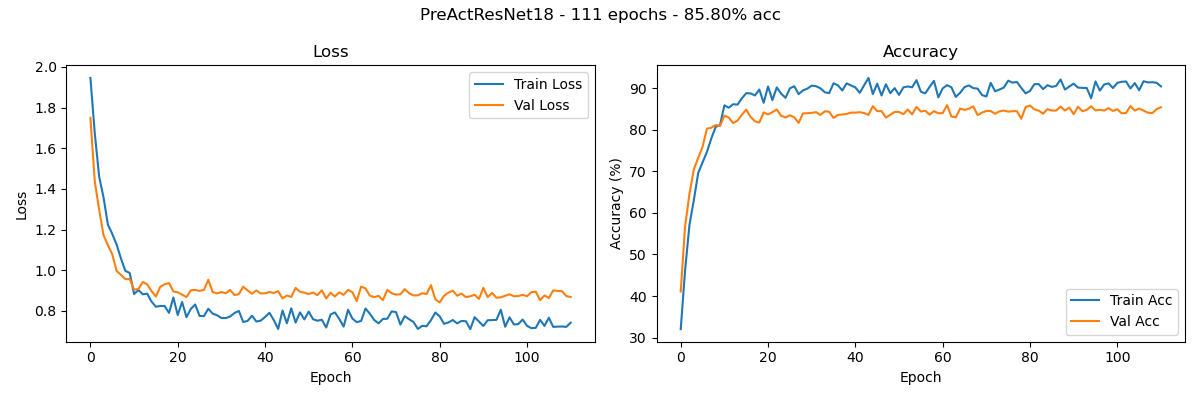 PreActResNet18 - 111 epochs - 85.80% acc
Loss
2.0
1.8
1.6
1.4
1.2
1.0
0.8
Loss
Train Loss
Val Loss
0 20 40 60 80 100
Epoch
Accuracy
90
80
70
60
50
40
30
Accuracy (%)
Train Acc
Val Acc
0 20 40 60 80 100
Epoch